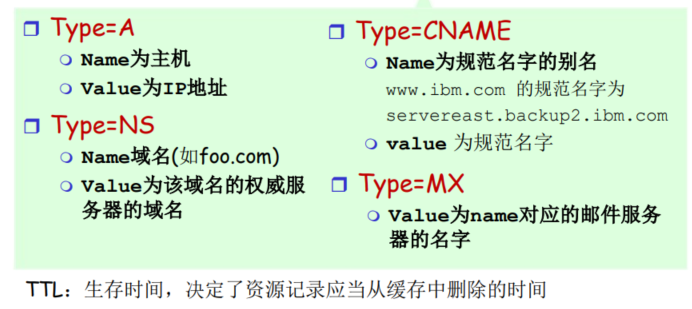 Type=A
Name为主机
Value为IP地址
Type=NS
Name域名(如foo.com)
Value为该域名的权威服
务器的域名
Type=CNAME
Name为规范名字的别名
www.ibm.com 的规范名字为
servereast.backup2.ibm.com
value 为规范名字
Type=MX
Value为name对应的邮件服务
器的名字
TTL：生存时间，决定了资源记录应当从缓存中删除的时间